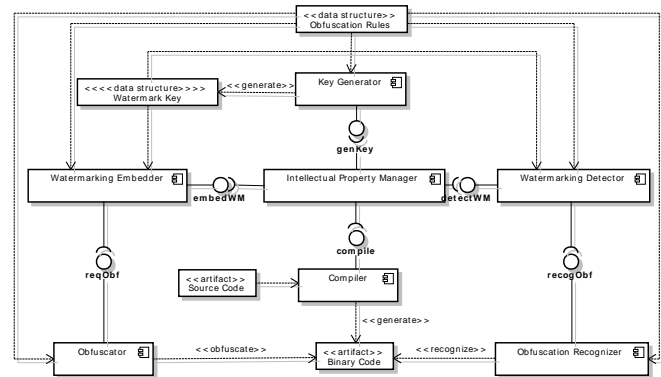 <<data structure>>
Obfuscation Rules
<<<<data structure>>>>
Watermark Key
<<generate>>
Key Generator
genKey
Watermarking Embedder
embedWM
Intellectual Property Manager
detectWM
Watermarking Detector
reqObf
compile
recogObf
<<artifact>>
Source Code
Compiler
<<generate>>
Obfuscator
<<obfuscate>>
<<artifact>>
Binary Code
<<recognize>>
Obfuscation Recognizer